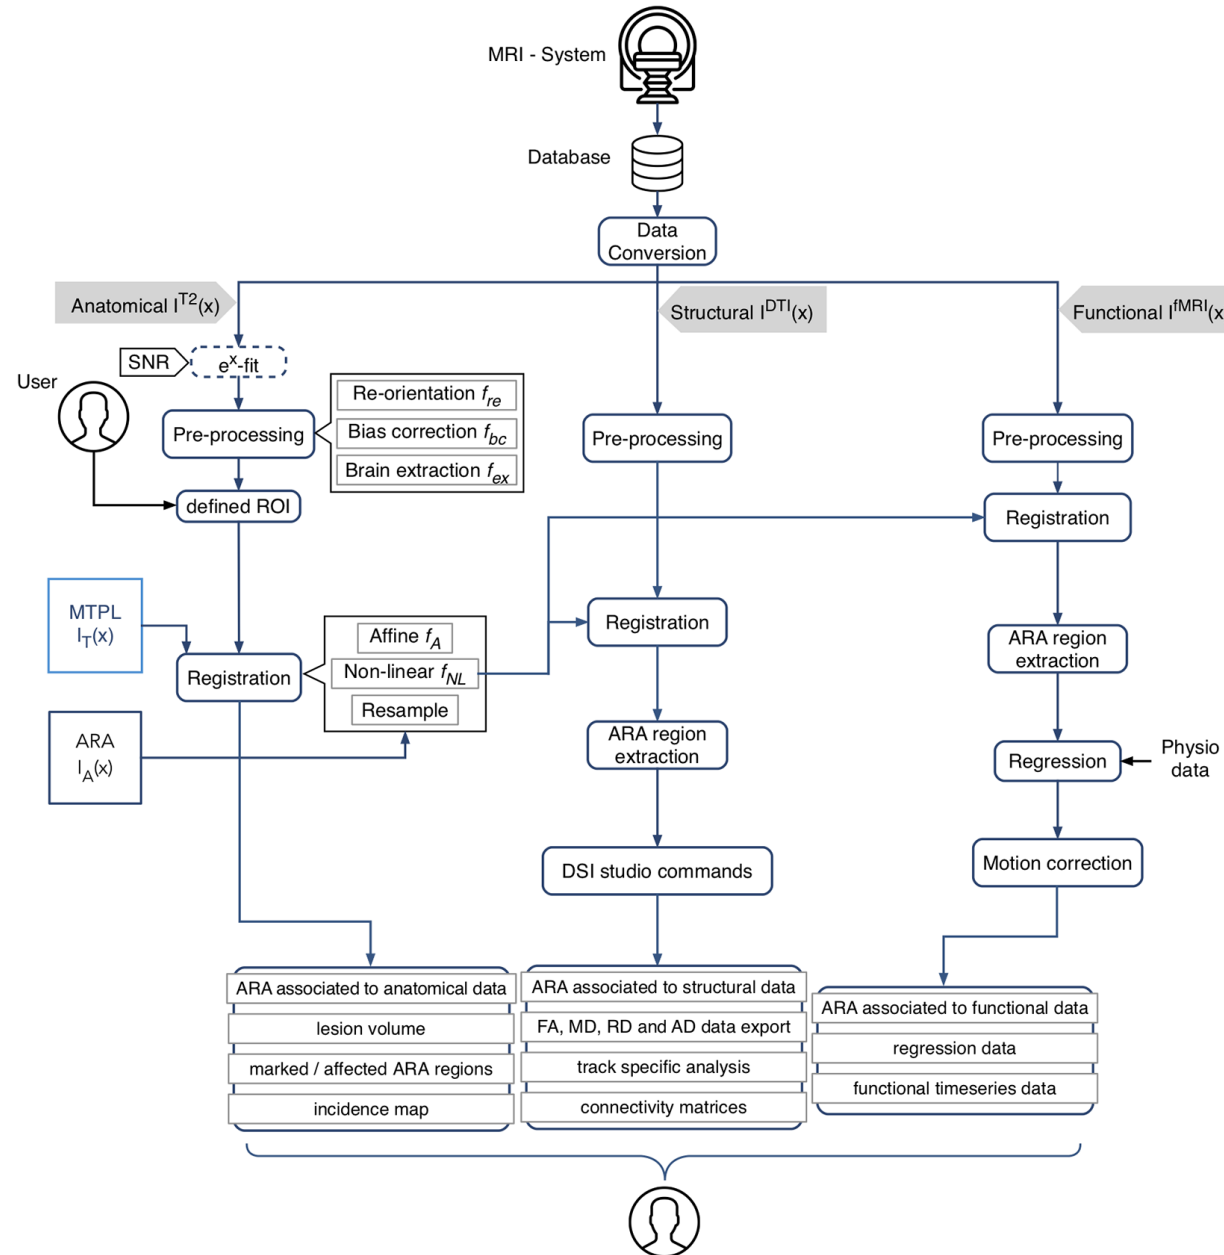 MRI - System
Database
Data
Conversion
Anatomical I^T2(x)
Structural I^DTI(x)
Functional I^fMRI(x
SNR
e^x-fit
User
Re-orientation f_re
Bias correction f_bc
Brain extraction f_ex
Pre-processing
Pre-processing
Pre-processing
defined ROI
Registration
MTPL
I_T(x)
Registration
Affine f_A
Non-linear f_NL
Resample
Registration
ARA region
extraction
ARA
I_A(x)
ARA region
extraction
Regression
Physio
data
DSI studio commands
Motion correction
ARA associated to anatomical data
lesion volume
marked / affected ARA regions
incidence map
ARA associated to structural data
FA, MD, RD and AD data export
track specific analysis
connectivity matrices
ARA associated to functional data
regression data
functional timeseries data